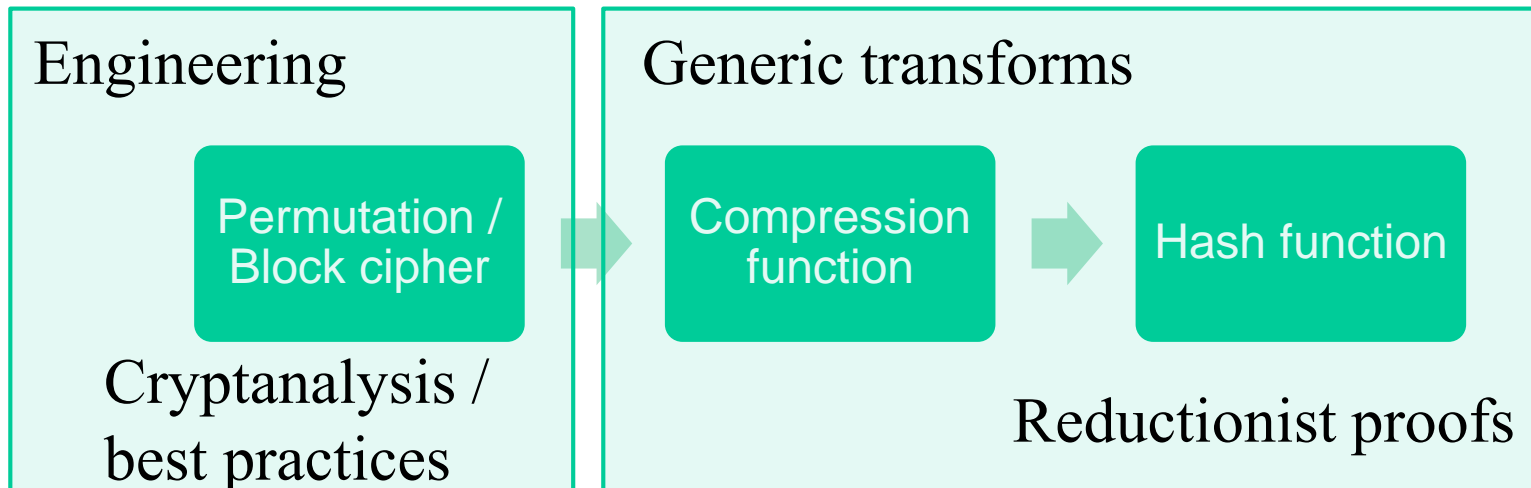 Engineering
Permutation /
Block cipher
Cryptanalysis /
best practices
Generic transforms
Compression
function
Hash function
Reductionist proofs